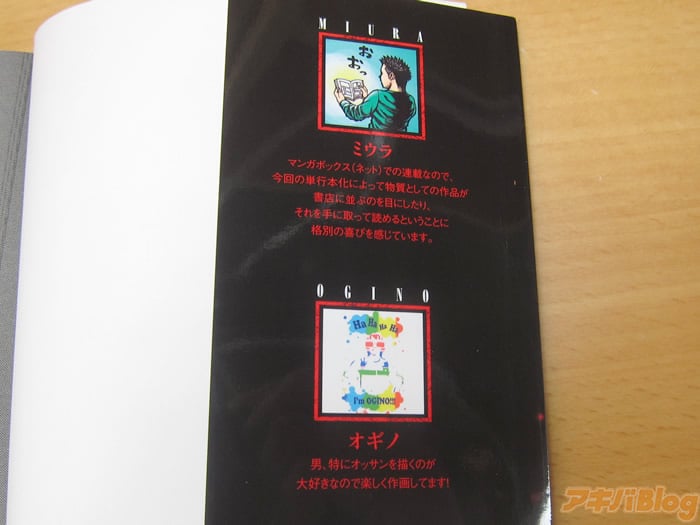 MIURA
おおっ
ミウラ
マンガボックス(ネット)での連載なので、
今回の単行本化によって物質としての作品が
書店に並ぶのを目にしたり、
それを手に取って読めるということに
格別の喜びを感じています。
OGINO
Ha Ha Ha Ha
I'm OGINO!!!
オギノ
男、特にオッサンを描くのが
大好きなので楽しく作画してます!
アキバBlog